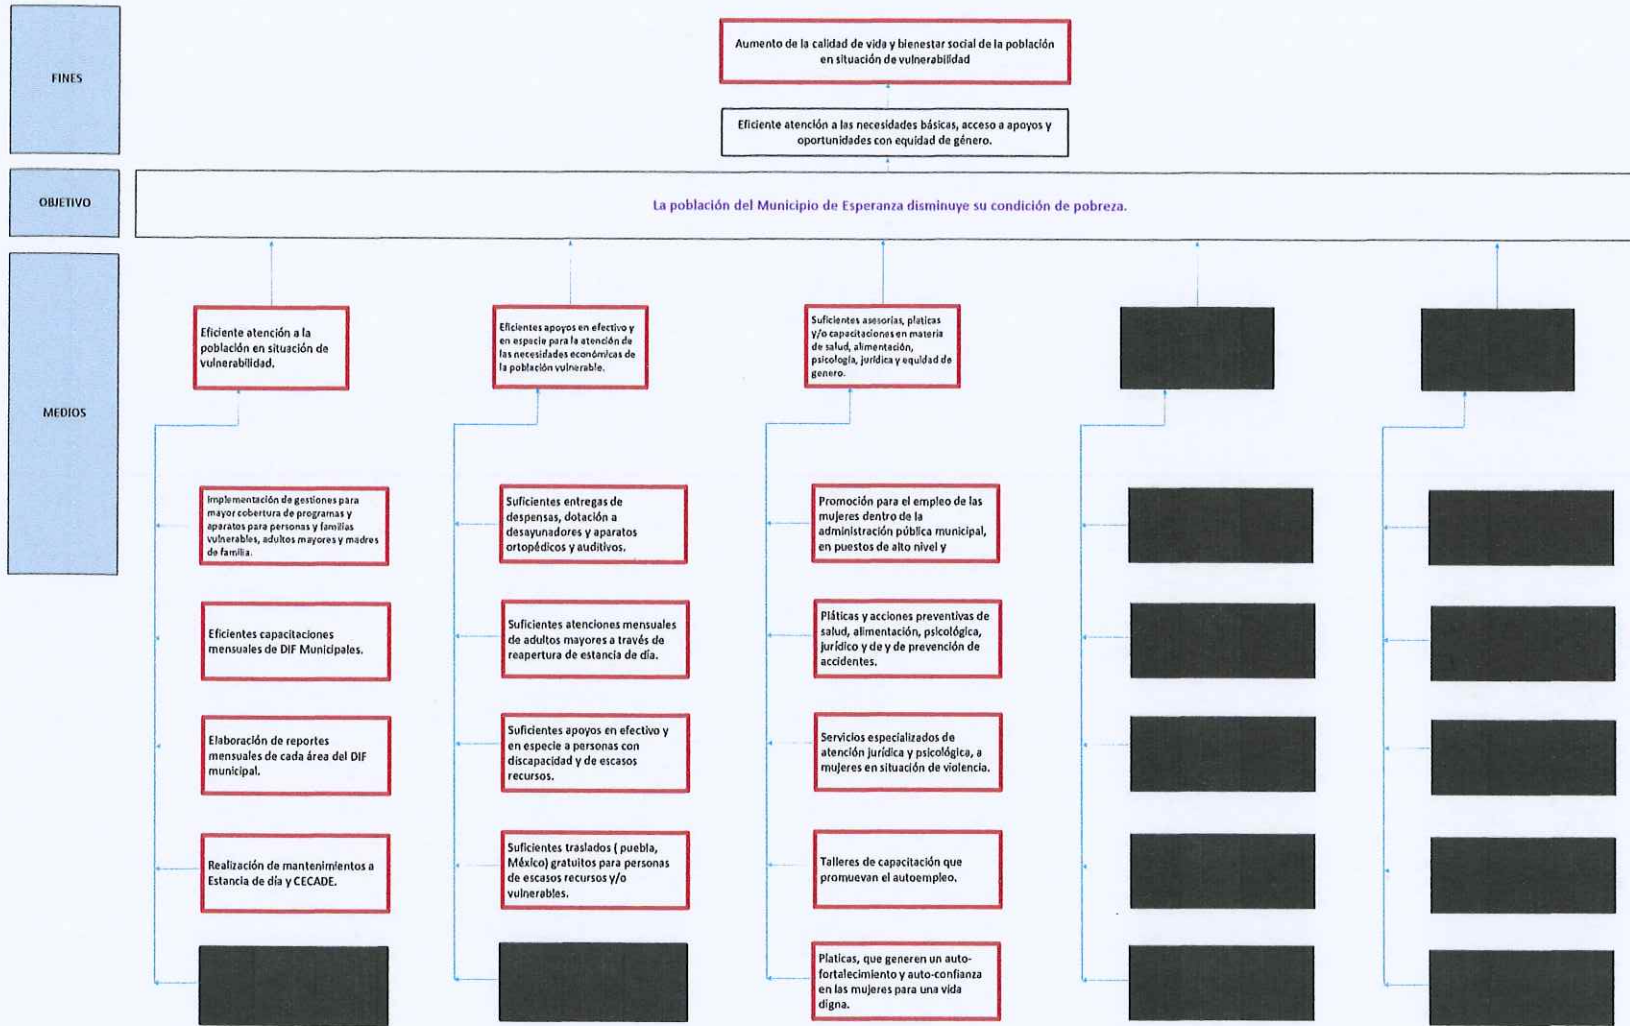 FINES
Aumento de la calidad de vida y bienestar social de la población
en situación de vulnerabilidad
Eficiente atención a las necesidades básicas, acceso a apoyos y
oportunidades con equidad de género.
OBJETIVO
La población del Municipio de Esperanza disminuye su condición de pobreza.
MEDIOS
Eficiente atención a la
población en situación de
vulnerabilidad.
Eficientes apoyos en efectivo y
en especie para la atención de
las necesidades económicas de
la población vulnerable.
Suficientes asesorías, platicas
y/o capacitaciones en materia
de salud, alimentación,
psicología, jurídica y equidad de
genero.
Implementación de gestiones para
mayor cobertura de programas y
aparatos para personas y familias
vulnerables, adultos mayores y madres
de familia.
Suficientes entregas de
despensas, dotación a
desayunadores y aparatos
ortopédicos y auditivos.
Promoción para el empleo de las
mujeres dentro de la
administración pública municipal,
en puestos de alto nivel y
Eficientes capacitaciones
mensuales de DIF Municipales.
Suficientes atenciones mensuales
de adultos mayores a través de
reapertura de estancia de día.
Pláticas y acciones preventivas de
salud, alimentación, psicológica,
jurídico y de y de prevención de
accidentes.
Elaboración de reportes
mensuales de cada área del DIF
municipal.
Suficientes apoyos en efectivo y
en especie a personas con
discapacidad y de escasos
recursos.
Servicios especializados de
atención jurídica y psicológica, a
mujeres en situación de violencia.
Realización de mantenimientos a
Estancia de día y CECADE.
Suficientes traslados ( puebla,
México) gratuitos para personas
de escasos recursos y/o
vulnerables.
Talleres de capacitación que
promuevan el autoempleo.
Platicas, que generen un auto-
fortalecimiento y auto-confianza
en las mujeres para una vida
digna.